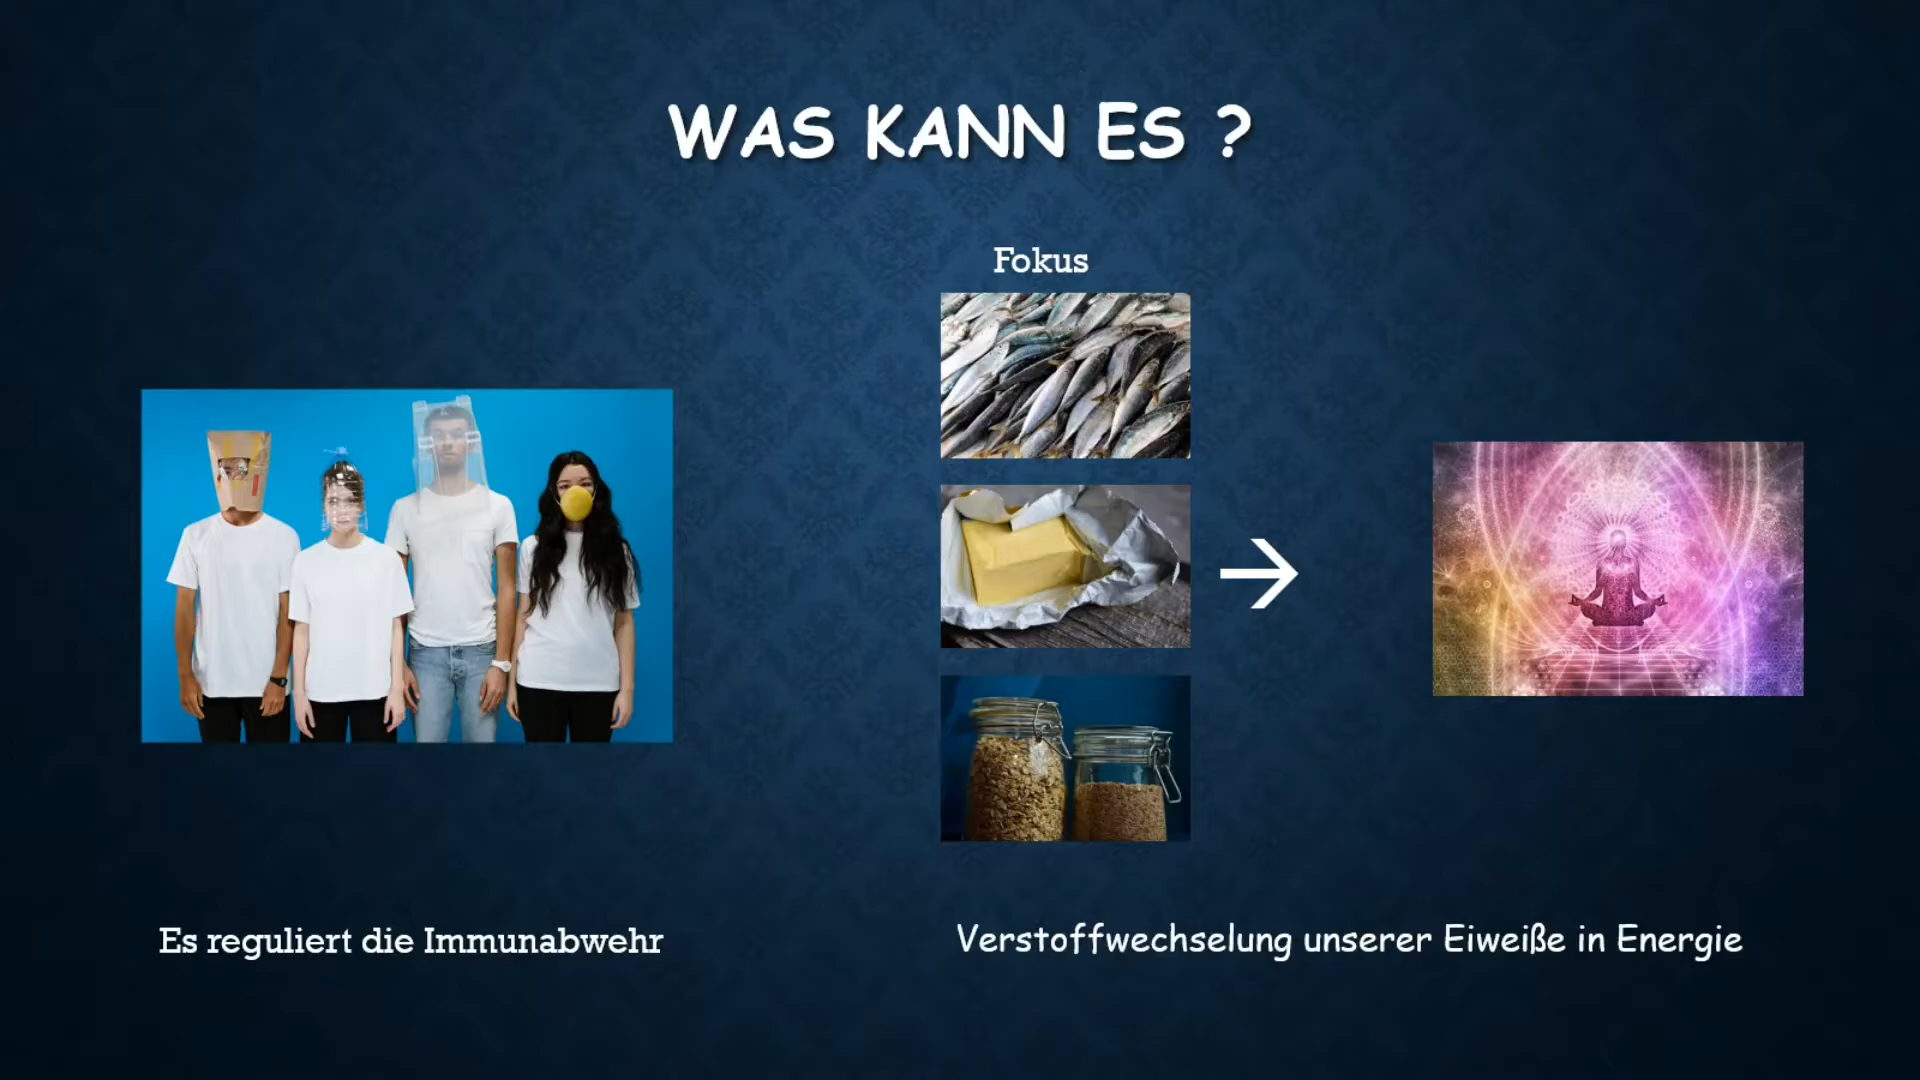 WAS KANN ES ?
Fokus
Es reguliert die Immunabwehr
Verstoffwechselung unserer Eiweiße in Energie